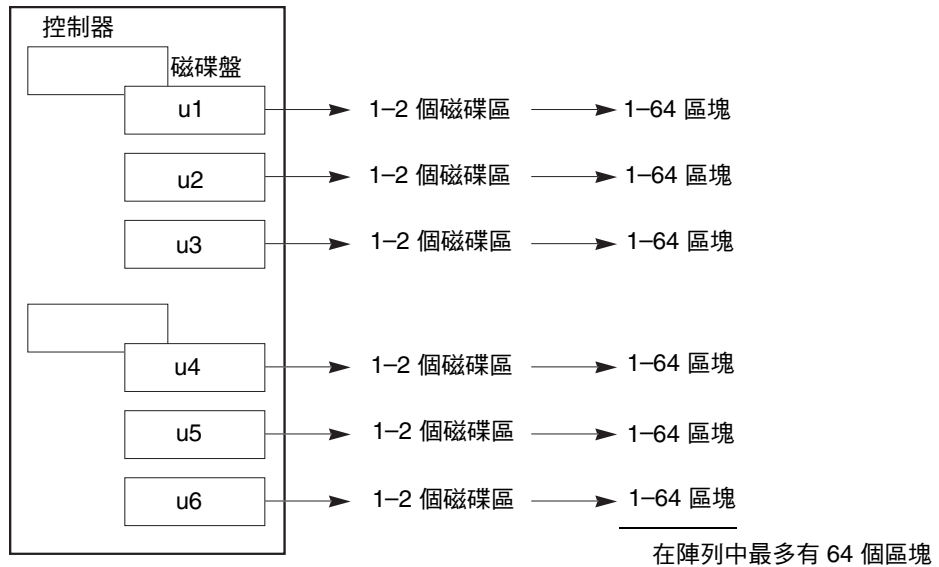 控制器
磁碟盤
u1 1–2 個磁碟區 1–64 區塊
u2 1–2 個磁碟區 1–64 區塊
u3 1–2 個磁碟區 1–64 區塊
u4 1–2 個磁碟區 1–64 區塊
u5 1–2 個磁碟區 1–64 區塊
u6 1–2 個磁碟區 1–64 區塊
在陣列中最多有 64 個區塊